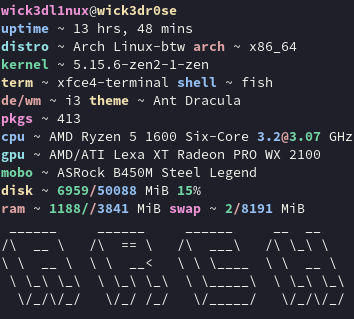 wick3dl1nux@wick3dr0se
uptime ~ 13 hrs, 48 mins
distro ~ Arch Linux-btw arch ~ x86_64
kernel ~ 5.15.6-zen2-1-zen
term ~ xfce4-terminal shell ~ fish
de/wm ~ i3 theme ~ Ant Dracula
pkgs ~ 413
cpu ~ AMD Ryzen 5 1600 Six-Core 3.2@3.07 GHz
gpu ~ AMD/ATI Lexa XT Radeon PRO WX 2100
mobo ~ ASRock B450M Steel Legend
disk ~ 6959/50088 MiB 15%
ram ~ 1188//3841 MiB swap ~ 2/8191 MiB
ARCH